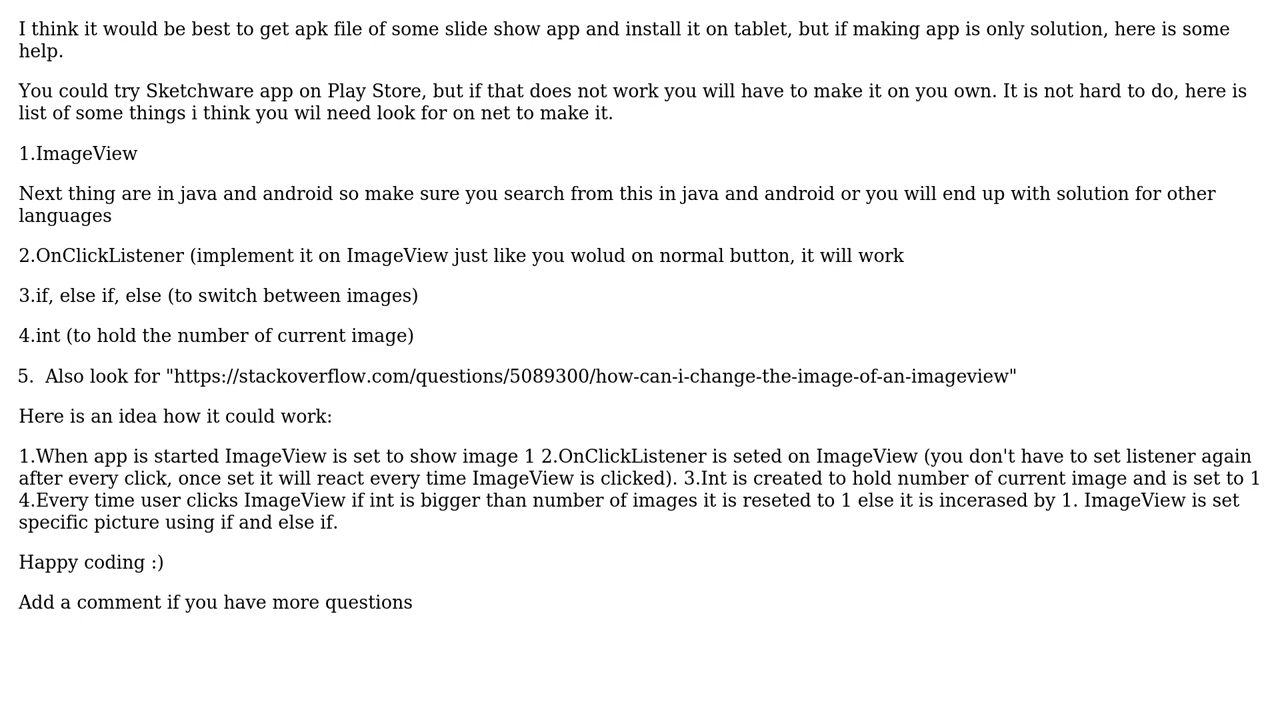 I think it would be best to get apk file of some slide show app and install it on tablet, but if making app is only solution, here is some
help.
You could try Sketchware app on Play Store, but if that does not work you will have to make it on you own. It is not hard to do, here is
list of some things i think you wil need look for on net to make it.
1.ImageView
Next thing are in java and android so make sure you search from this in java and android or you will end up with solution for other
languages
2.OnClickListener (implement it on ImageView just like you wolud on normal button, it will work
3.if, else if, else (to switch between images)
4.int (to hold the number of current image)
5.  Also look for "https://stackoverflow.com/questions/5089300/how-can-i-change-the-image-of-an-imageview"
Here is an idea how it could work:
1.When app is started ImageView is set to show image 1 2.OnClickListener is seted on ImageView (you don't have to set listener again
after every click, once set it will react every time ImageView is clicked). 3.Int is created to hold number of current image and is set to 1
4.Every time user clicks ImageView if int is bigger than number of images it is reseted to 1 else it is incerased by 1. ImageView is set
specific picture using if and else if.
Happy coding :)
Add a comment if you have more questions